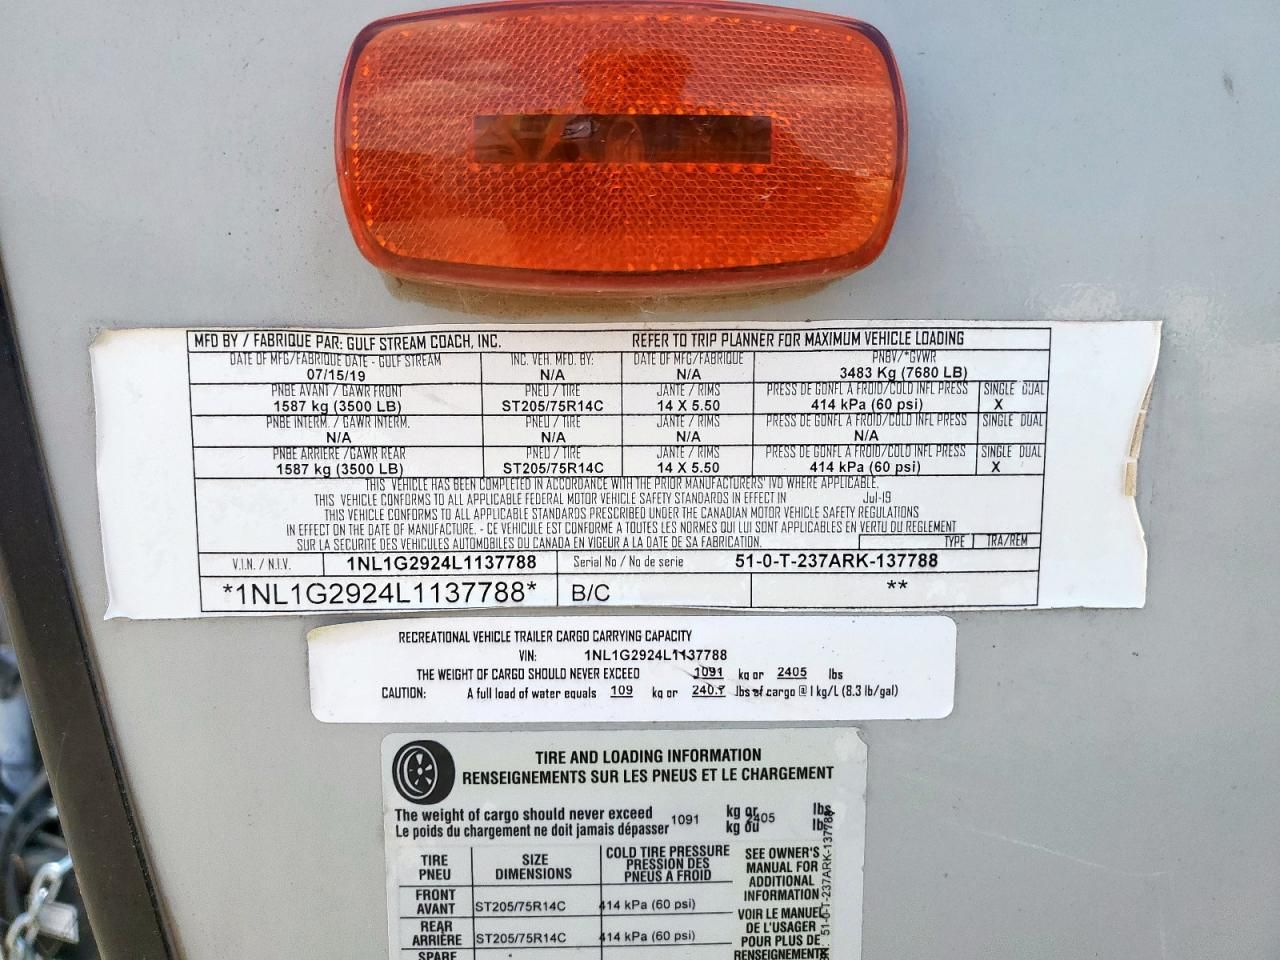 MFD BY / FABRIQUE PAR: GULF STREAM COACH, INC. REFER TO TRIP PLANNER FOR MAXIMUM VEHICLE LOADING
DATE OF MFG/FABRIQUE DATE - GULF STREAM INC. VEH. MFD. BY: DATE OF MFG/FABRIQUE PNBV/*GVWR
07/15/19 N/A N/A 3483 Kg (7680 LB)
PNBE AVANT / GAWR FRONT PNEU / TIRE JANTE / RIMS PRESS DE GONFL A FROID/COLD INFL PRESS SINGLE DUAL
1587 kg (3500 LB) ST205/75R14C 14 X 5.50 414 kPa (60 psi) X
PNBE INTERM. / GAWR INTERM. PNEU / TIRE JANTE / RIMS PRESS DE GONFL A FROID/COLD INFL PRESS SINGLE DUAL
N/A N/A N/A N/A
PNBE ARRIERE / GAWR REAR PNEU / TIRE JANTE / RIMS PRESS DE GONFL A FROID/COLD INFL PRESS SINGLE DUAL
1587 kg (3500 LB) ST205/75R14C 14 X 5.50 414 kPa (60 psi) X
THIS VEHICLE HAS BEEN COMPLETED IN ACCORDANCE WITH THE PRIOR MANUFACTURERS' IVD WHERE APPLICABLE.
THIS VEHICLE CONFORMS TO ALL APPLICABLE FEDERAL MOTOR VEHICLE SAFETY STANDARDS IN EFFECT IN Jul-19
THIS VEHICLE CONFORMS TO ALL APPLICABLE STANDARDS PRESCRIBED UNDER THE CANADIAN MOTOR VEHICLE SAFETY REGULATIONS
IN EFFECT ON THE DATE OF MANUFACTURE. - CE VEHICULE EST CONFORME A TOUTES LES NORMES QUI LUI SONT APPLICABLES EN VERTU DU REGLEMENT
SUR LA SECURITE DES VEHICULES AUTOMOBILES DU CANADA EN VIGEUR A LA DATE DE SA FABRICATION. TYPE TRA/REM
V.I.N. / N.I.V. 1NL1G2924L1137788 Serial No / No de serie 51-0-T-237ARK-137788
*1NL1G2924L1137788* B/C **
RECREATIONAL VEHICLE TRAILER CARGO CARRYING CAPACITY
VIN: 1NL1G2924L1137788
THE WEIGHT OF CARGO SHOULD NEVER EXCEED 1091 kg or 2405 lbs
CAUTION: A full load of water equals 109 kg or 240.7 lbs of cargo @ 1 kg/L (8.3 lb/gal)
TIRE AND LOADING INFORMATION
RENSEIGNEMENTS SUR LES PNEUS ET LE CHARGEMENT
The weight of cargo should never exceed 1091 kg or 2405 lbs
Le poids du chargement ne doit jamais dépasser kg ou lb
TIRE SIZE COLD TIRE PRESSURE SEE OWNER'S
PNEU DIMENSIONS PRESSION DES MANUAL FOR
PNEUS A FROID ADDITIONAL
FRONT INFORMATION
AVANT ST205/75R14C 414 kPa (60 psi) VOIR LE MANUEL
REAR DE L'USAGER
ARRIÈRE ST205/75R14C 414 kPa (60 psi) POUR PLUS DE
SPARE RENSEIGNEMENTS
51-0-T-237ARK-137788